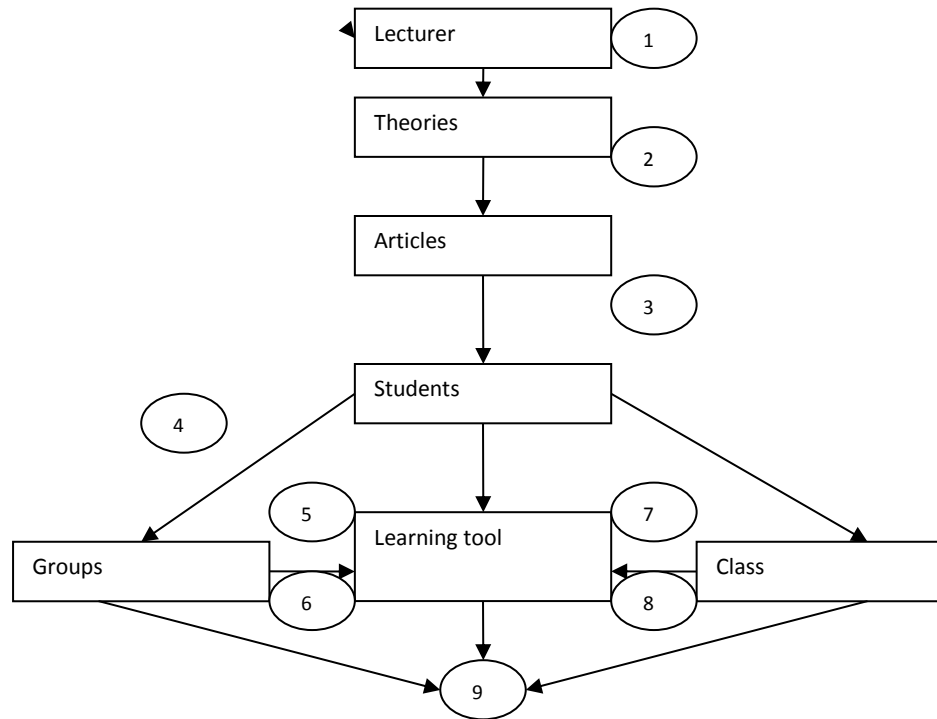 Lecturer
1
Theories
2
Articles
3
Students
4
5
7
Learning tool
Groups
Class
6
8
9